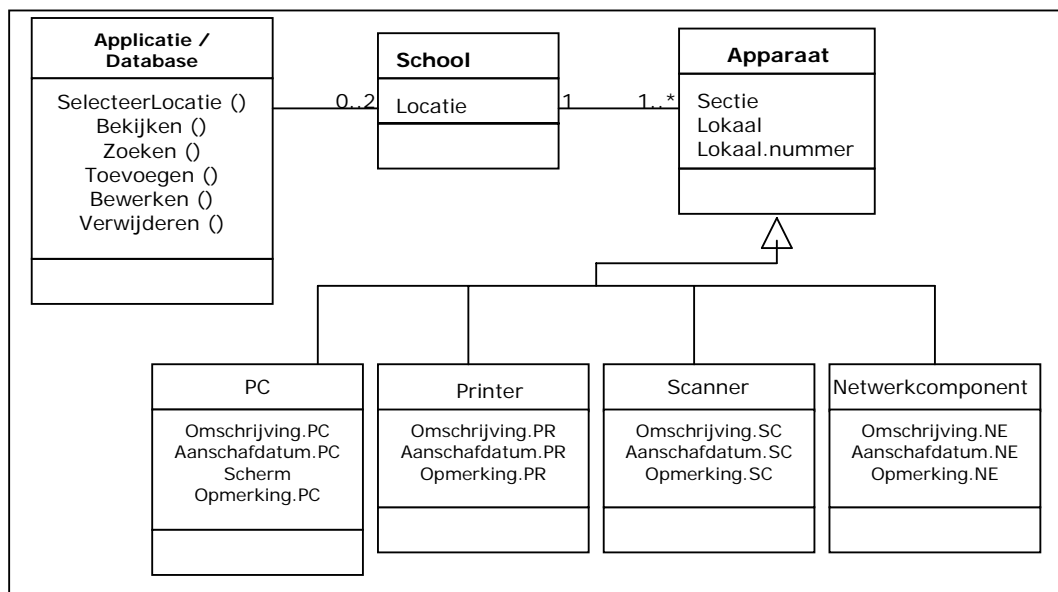 Applicatie /
Database
SelecteerLocatie ()
Bekijken ()
Zoeken ()
Toevoegen ()
Bewerken ()
Verwijderen ()
0..2
School
Locatie
1
1..*
Apparaat
Sectie
Lokaal
Lokaal.nummer
PC
Omschrijving.PC
Aanschafdatum.PC
Scherm
Opmerking.PC
Printer
Omschrijving.PR
Aanschafdatum.PR
Opmerking.PR
Scanner
Omschrijving.SC
Aanschafdatum.SC
Opmerking.SC
Netwerkcomponent
Omschrijving.NE
Aanschafdatum.NE
Opmerking.NE